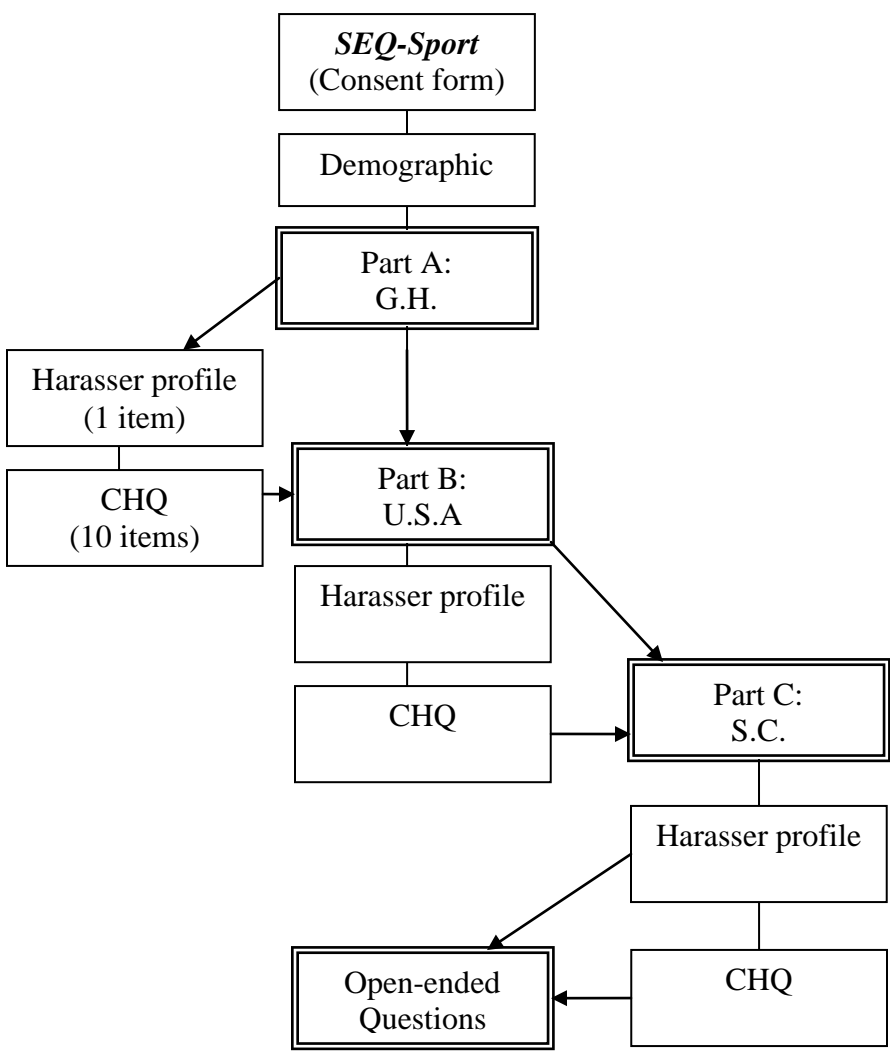 SEQ-Sport
(Consent form)
Demographic
Part A:
G.H.
Harasser profile
(1 item)
CHQ
(10 items)
Part B:
U.S.A
Harasser profile
CHQ
Part C:
S.C.
Harasser profile
CHQ
Open-ended
Questions